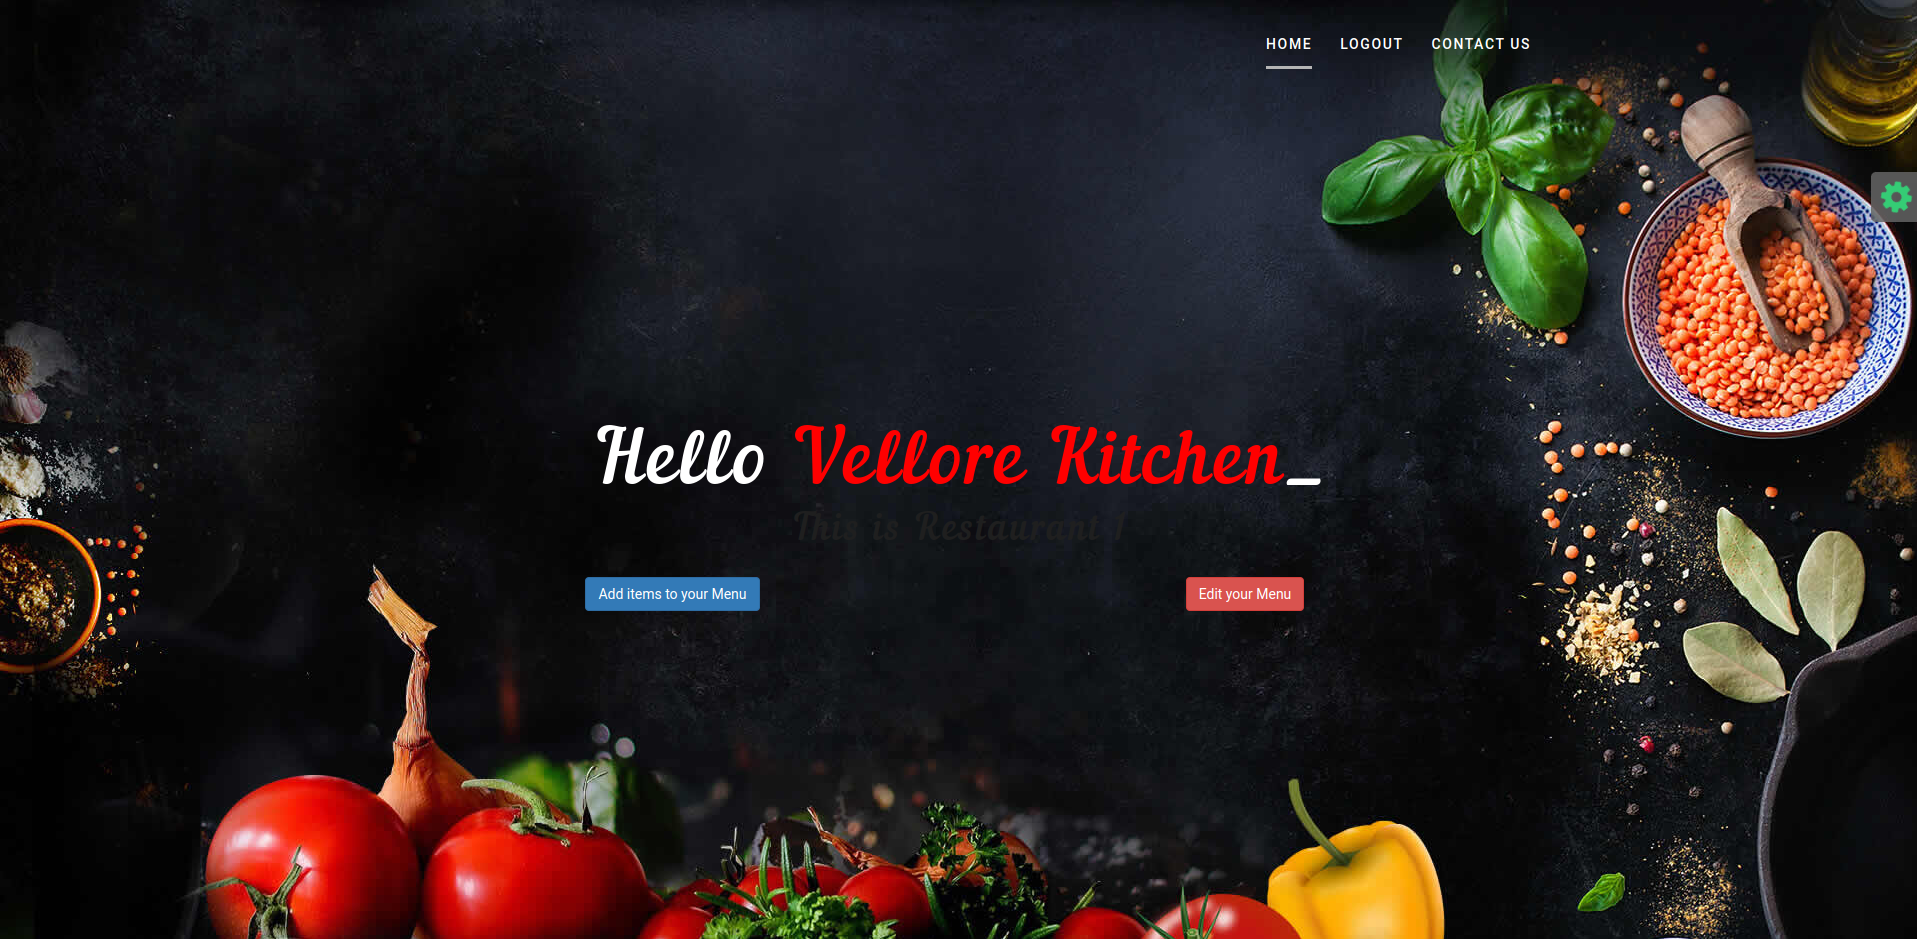 HOME LOGOUT CONTACT US
Hello Vellore Kitchen_
This is Restaurant !
Add items to your Menu Edit your Menu